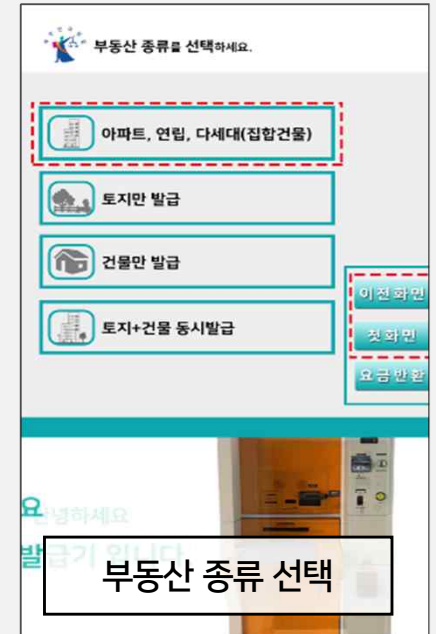 부동산 종류를 선택하세요.
아파트, 연립, 다세대(집합건물)
토지만 발급
건물만 발급
토지+건물 동시발급
이전화면
첫화면
요금반환
요
안녕하세요
발급기 입니다
부동산 종류 선택